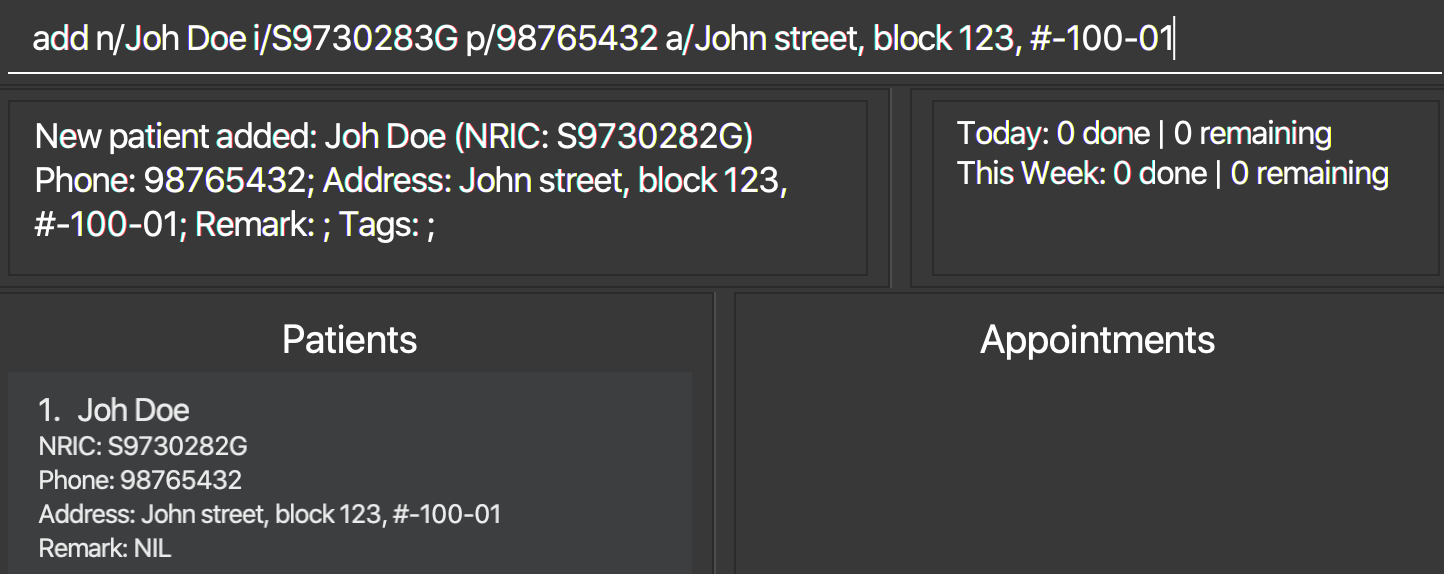 add n/Joh Doe i/S9730283G p/98765432 a/John street, block 123, #-100-01
New patient added: Joh Doe (NRIC: S9730282G)
Phone: 98765432; Address: John street, block 123,
#-100-01; Remark: ; Tags: ;
Today: 0 done | 0 remaining
This Week: 0 done | 0 remaining
Patients
1. Joh Doe
NRIC: S9730282G
Phone: 98765432
Address: John street, block 123, #-100-01
Remark: NIL
Appointments